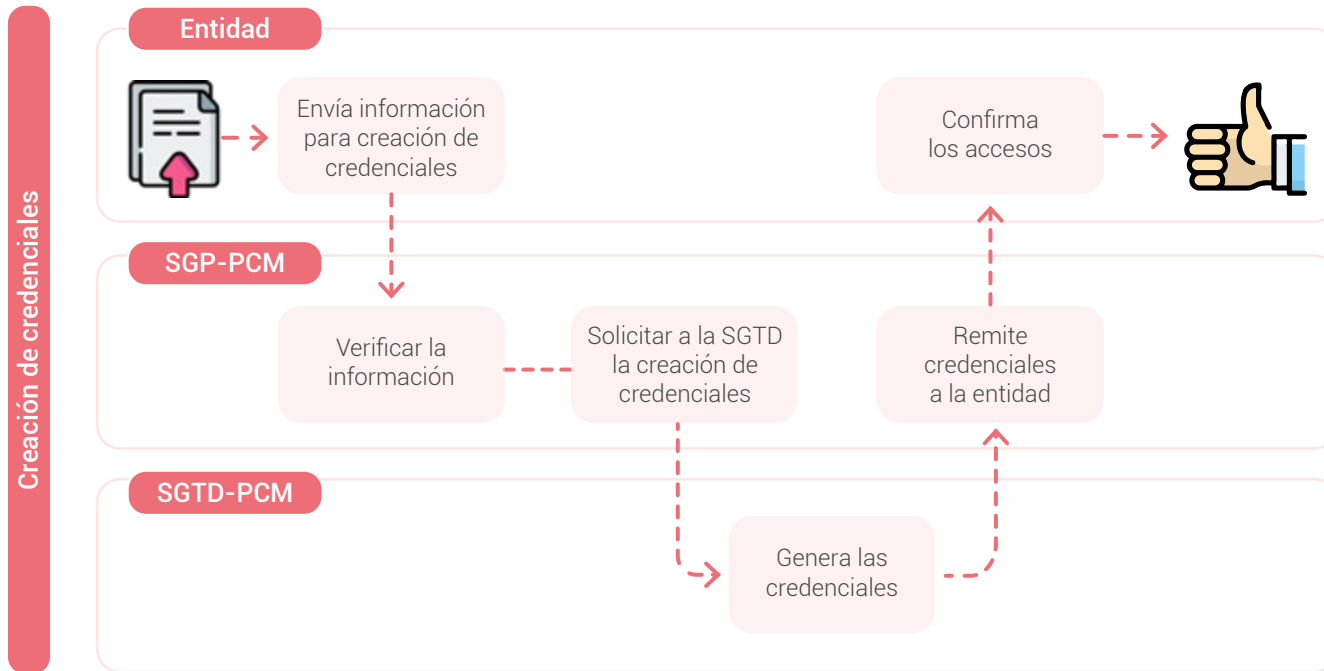 Creación de credenciales
Entidad
Envía información
para creación de
credenciales
Confirma
los accesos
SGP-PCM
Verificar la
información
Solicitar a la SGTD
la creación de
credenciales
Remite
credenciales
a la entidad
SGTD-PCM
Genera las
credenciales